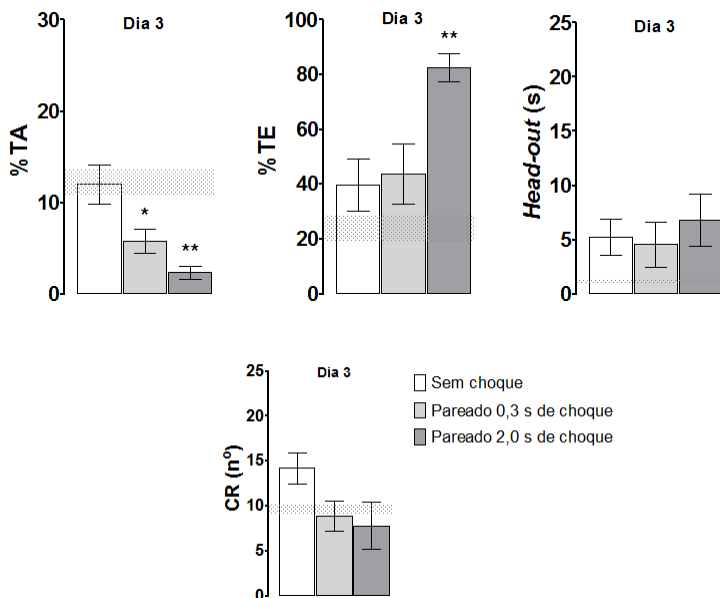 Dia 3
% TA
30
20
10
0
*
**
Dia 3
% TE
100
80
60
40
20
0
**
Dia 3
Head-out (s)
25
20
15
10
5
0
Dia 3
CR (nº)
25
20
15
10
5
0
Sem choque
Pareado 0,3 s de choque
Pareado 2,0 s de choque